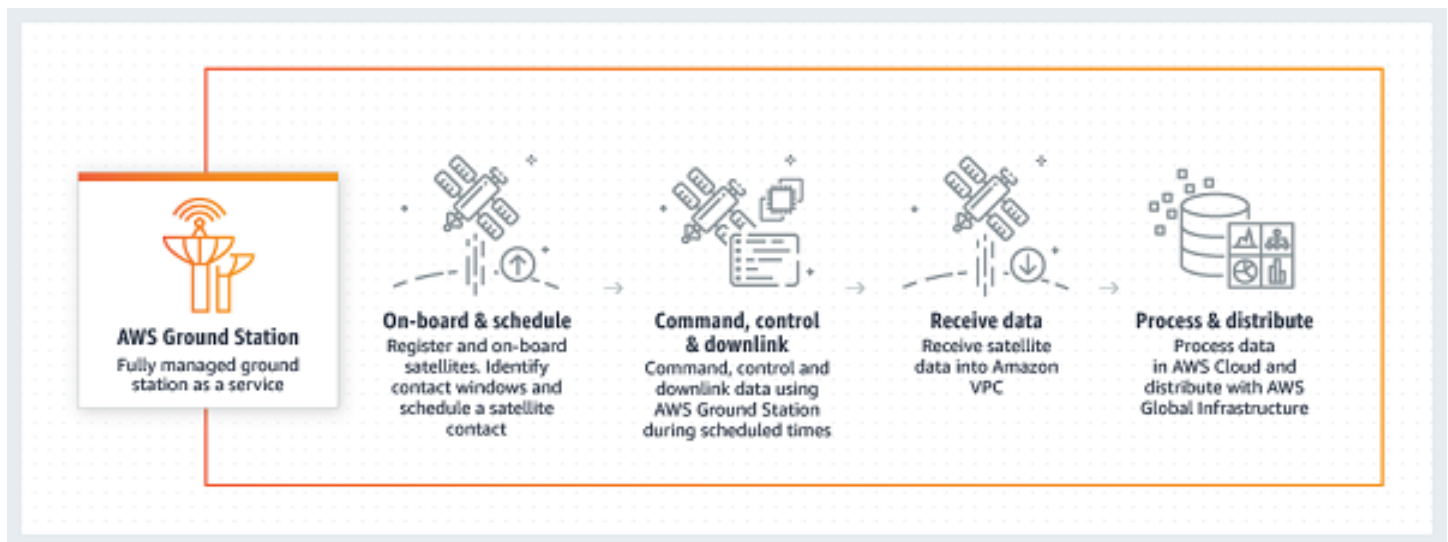 AWS Ground Station
Fully managed ground
station as a service
On-board & schedule
Register and on-board
satellites. Identify
contact windows and
schedule a satellite
contact
Command, control
& downlink
Command, control and
downlink data using
AWS Ground Station
during scheduled times
Receive data
Receive satellite
data into Amazon
VPC
Process & distribute
Process data
in AWS Cloud and
distribute with AWS
Global Infrastructure